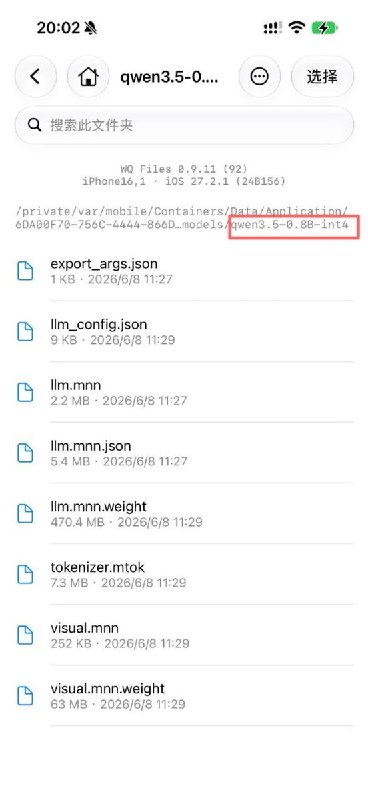 20:02
qwen3.5-0....
选择
搜索此文件夹
WQ Files 0.9.11 (92)
iPhone16,1 · iOS 27.2.1 (24B156)
/private/var/mobile/Containers/Data/Application/
6DA00F70-756C-4444-866D…models/qwen3.5-0.8B-int4
export_args.json
1 KB · 2026/6/8 11:27
llm_config.json
9 KB · 2026/6/8 11:29
llm.mnn
2.2 MB · 2026/6/8 11:27
llm.mnn.json
5.4 MB · 2026/6/8 11:27
llm.mnn.weight
470.4 MB · 2026/6/8 11:29
tokenizer.mtok
7.3 MB · 2026/6/8 11:29
visual.mnn
252 KB · 2026/6/8 11:29
visual.mnn.weight
63 MB · 2026/6/8 11:29